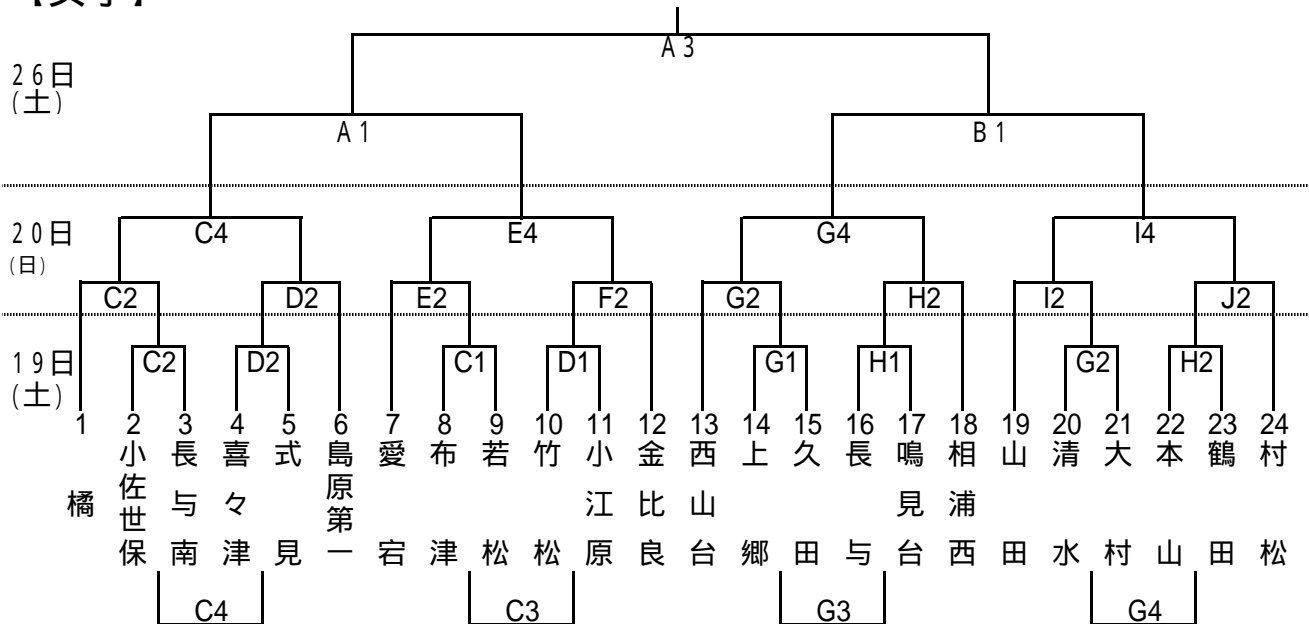 A 3
26日
(土)
A 1
B 1
20日
(日)
C4
E4
G4
I4
C2
D2
E2
F2
G2
H2
I2
J2
19日
(土)
C2
D2
C1
D1
G1
H1
G2
H2
1
2
3
4
5
6
7
8
9
10
11
12
13
14
15
16
17
18
19
20
21
22
23
24
橘
小佐世保
長与南
喜々津
式見
島原第一
愛宕
布津
若松
竹松
小江原
金比良
西山台
上郷
久田
長与
鳴見台
相浦西
山田
清水
大村
本山
鶴田
村松
C4
C3
G3
G4